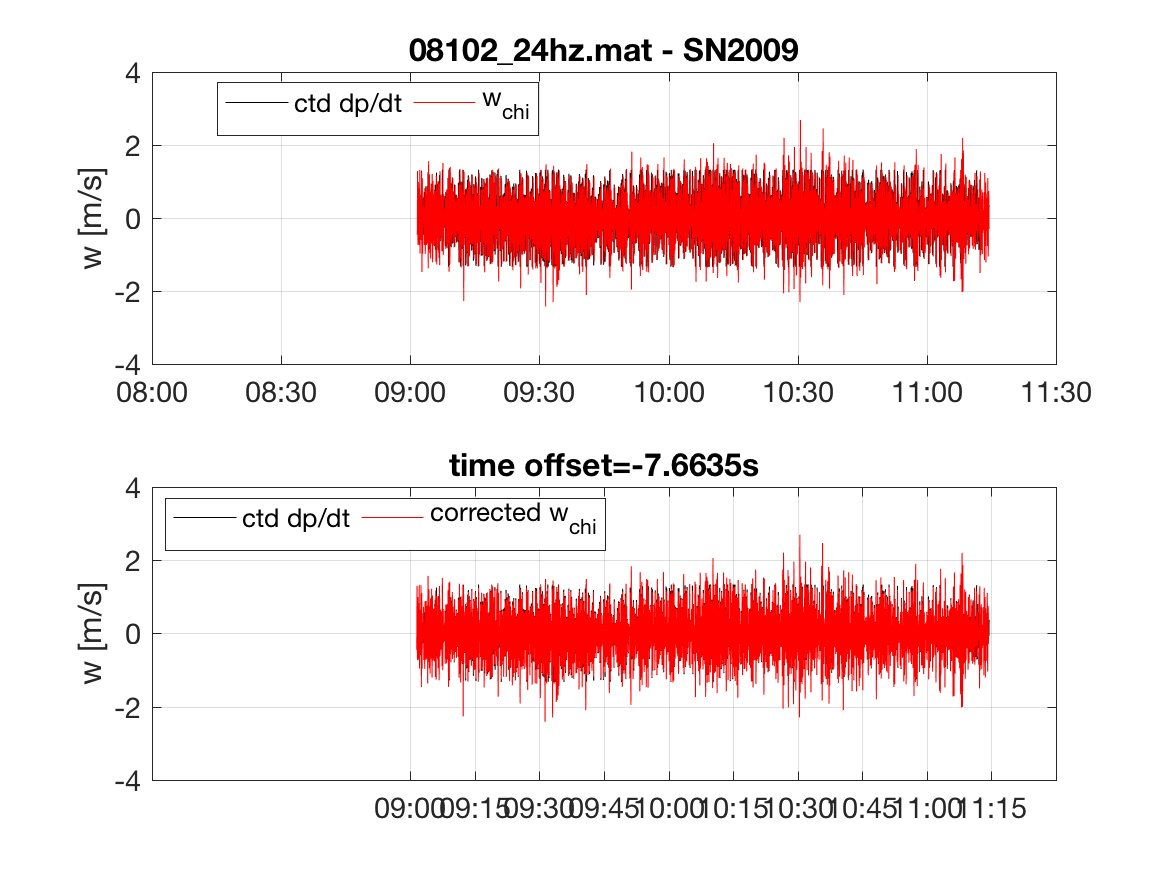 08102_24hz.mat - SN2009
ctd dp/dt w_chi
w [m/s]
4
2
0
-2
-4
08:00 08:30 09:00 09:30 10:00 10:30 11:00 11:30
time offset=-7.6635s
ctd dp/dt corrected w_chi
w [m/s]
4
2
0
-2
-4
09:00 09:15 09:30 09:45 10:00 10:15 10:30 10:45 11:00 11:15